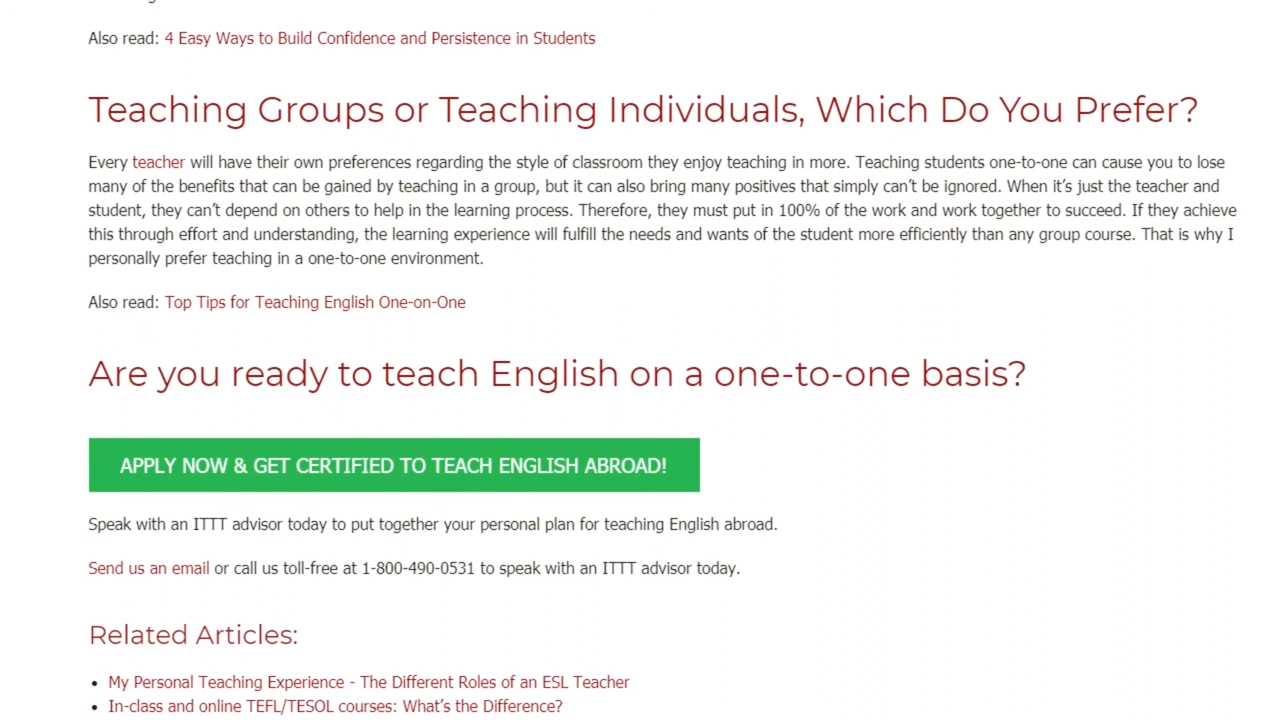 Also read: 4 Easy Ways to Build Confidence and Persistence in Students
Teaching Groups or Teaching Individuals, Which Do You Prefer?
Every teacher will have their own preferences regarding the style of classroom they enjoy teaching in more. Teaching students one-to-one can cause you to lose
many of the benefits that can be gained by teaching in a group, but it can also bring many positives that simply can’t be ignored. When it’s just the teacher and
student, they can’t depend on others to help in the learning process. Therefore, they must put in 100% of the work and work together to succeed. If they achieve
this through effort and understanding, the learning experience will fulfill the needs and wants of the student more efficiently than any group course. That is why I
personally prefer teaching in a one-to-one environment.
Also read: Top Tips for Teaching English One-on-One
Are you ready to teach English on a one-to-one basis?
APPLY NOW & GET CERTIFIED TO TEACH ENGLISH ABROAD!
Speak with an ITTT advisor today to put together your personal plan for teaching English abroad.
Send us an email or call us toll-free at 1-800-490-0531 to speak with an ITTT advisor today.
Related Articles:
• My Personal Teaching Experience - The Different Roles of an ESL Teacher
• In-class and online TEFL/TESOL courses: What’s the Difference?